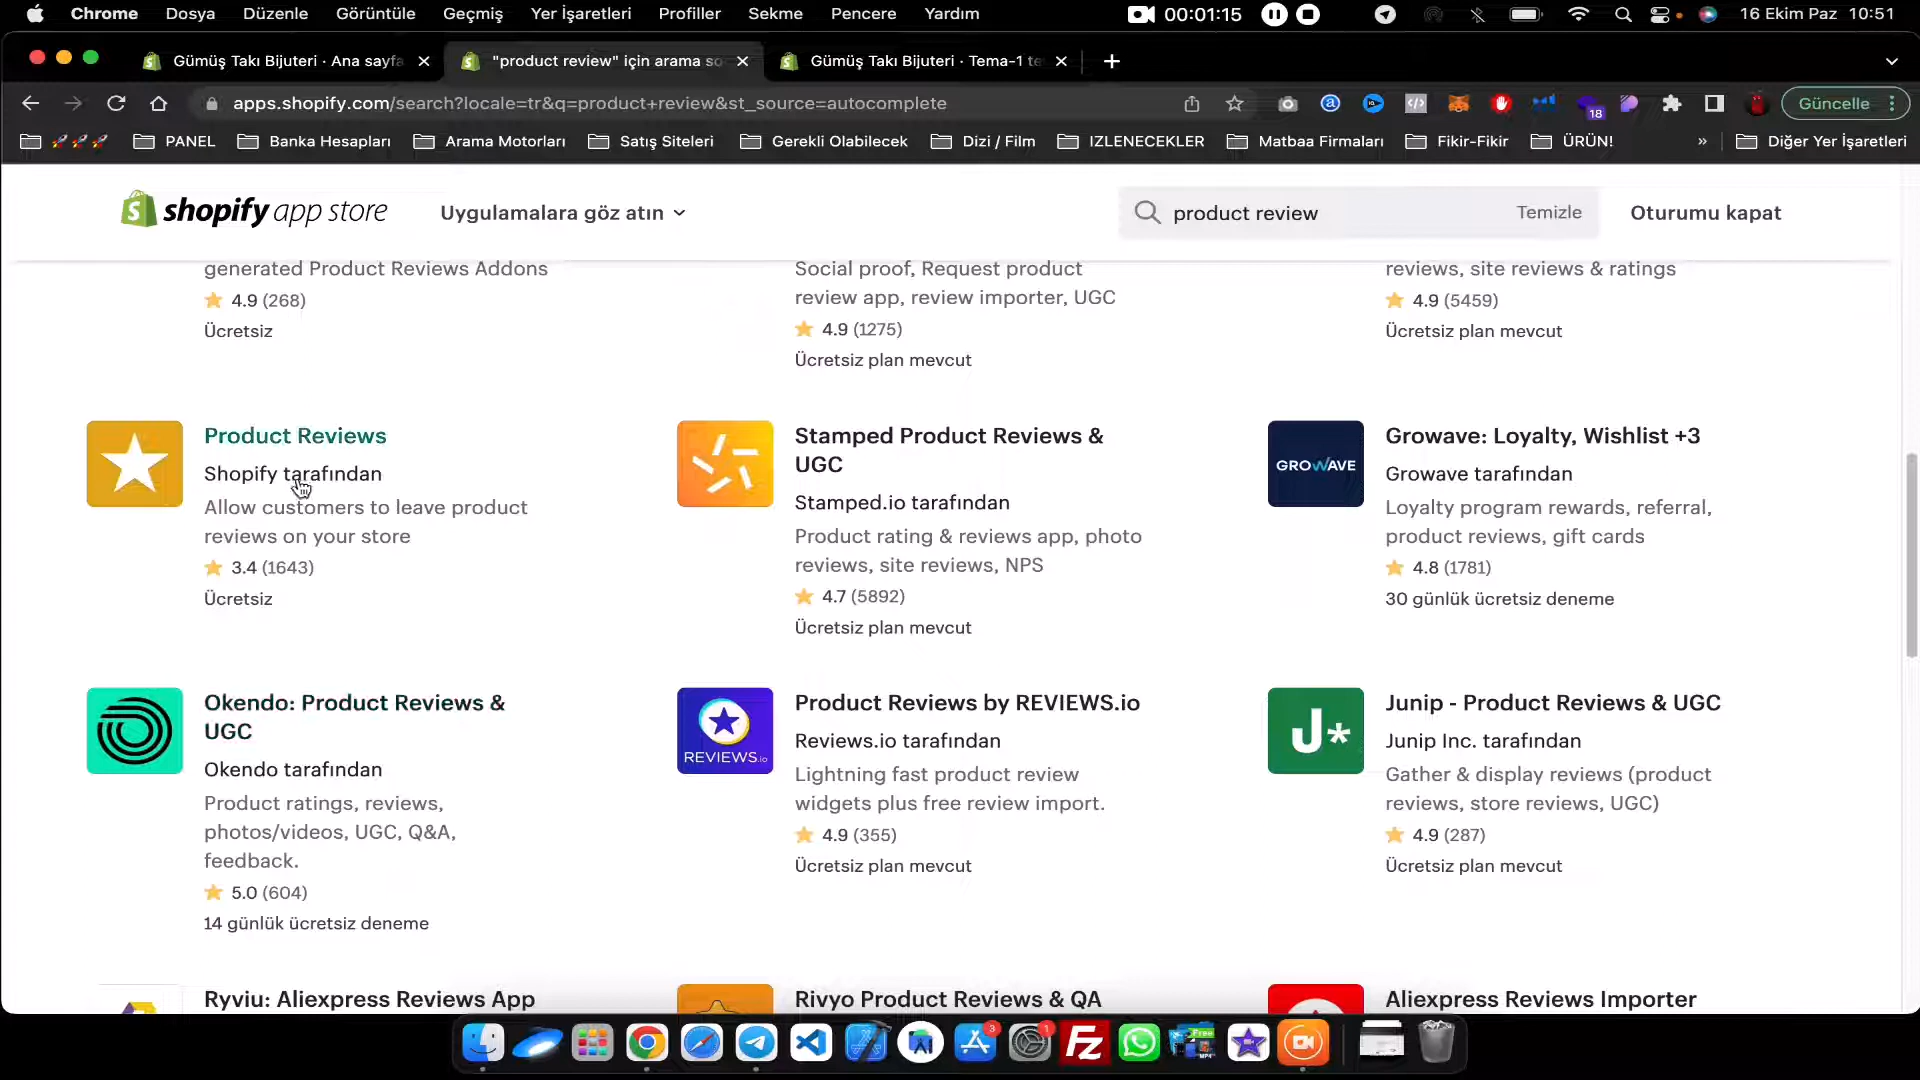 Chrome Dosya Düzenle Görüntüle Geçmiş Yer İşaretleri Profiller Sekme Pencere Yardım 00:01:15 16 Ekim Paz 10:51
Gümüş Takı Bijuteri · Ana sayfa "product review" için arama so Gümüş Takı Bijuteri · Tema-1 te
apps.shopify.com/search?locale=tr&q=product+review&st_source=autocomplete 18 Güncelle
PANEL Banka Hesapları Arama Motorları Satış Siteleri Gerekli Olabilecek Dizi / Film IZLENECEKLER Matbaa Firmaları Fikir-Fikir ÜRÜN! » Diğer Yer İşaretleri
shopify app store Uygulamalara göz atın product review Temizle Oturumu kapat
generated Product Reviews Addons
4.9 (268)
Ücretsiz
Social proof, Request product
review app, review importer, UGC
4.9 (1275)
Ücretsiz plan mevcut
reviews, site reviews & ratings
4.9 (5459)
Ücretsiz plan mevcut
Product Reviews
Shopify tarafından
Allow customers to leave product
reviews on your store
3.4 (1643)
Ücretsiz
Stamped Product Reviews &
UGC
Stamped.io tarafından
Product rating & reviews app, photo
reviews, site reviews, NPS
4.7 (5892)
Ücretsiz plan mevcut
GROWAVE
Growave: Loyalty, Wishlist +3
Growave tarafından
Loyalty program rewards, referral,
product reviews, gift cards
4.8 (1781)
30 günlük ücretsiz deneme
Okendo: Product Reviews &
UGC
Okendo tarafından
Product ratings, reviews,
photos/videos, UGC, Q&A,
feedback.
5.0 (604)
14 günlük ücretsiz deneme
REVIEWS.io
Product Reviews by REVIEWS.io
Reviews.io tarafından
Lightning fast product review
widgets plus free review import.
4.9 (355)
Ücretsiz plan mevcut
J*
Junip - Product Reviews & UGC
Junip Inc. tarafından
Gather & display reviews (product
reviews, store reviews, UGC)
4.9 (287)
Ücretsiz plan mevcut
Ryviu: Aliexpress Reviews App
Rivyo Product Reviews & QA
Aliexpress Reviews Importer
3 1 Fz Free MP4